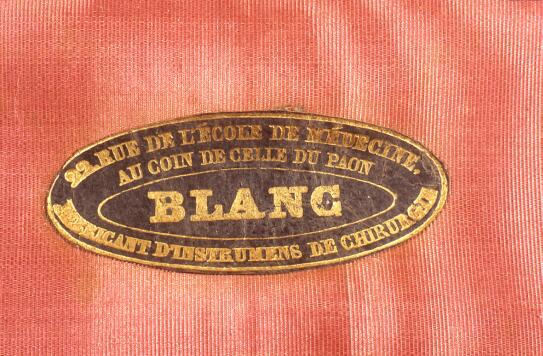 22, RUE DE L'ÉCOLE DE MÉDECINE,
AU COIN DE CELLE DU PAON
BLANC
FABRICANT D'INSTRUMENS DE CHIRURGIE